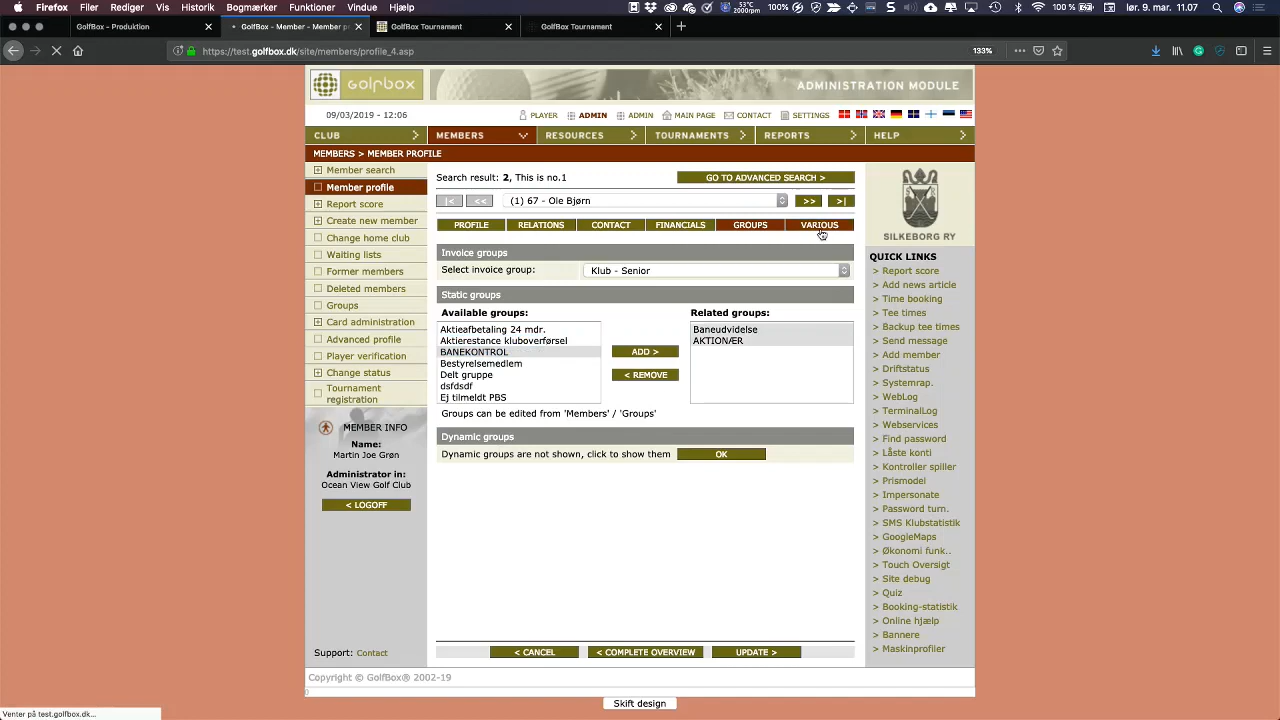 Firefox Filer Rediger Vis Historik Bogmærker Funktioner Vindue Hjælp 2000rpm 100% lør. 9. mar. 11.07
GolfBox - Produktion
GolfBox - Member - Member pr
GolfBox Tournament
GolfBox Tournament
https://test.golfbox.dk/site/members/profile_4.asp
133%
GOLFBOX
ADMINISTRATION MODULE
09/03/2019 - 12:06
PLAYER ADMIN ADMIN MAIN PAGE CONTACT SETTINGS
CLUB MEMBERS RESOURCES TOURNAMENTS REPORTS HELP
MEMBERS > MEMBER PROFILE
Member search
Member profile
Report score
Create new member
Change home club
Waiting lists
Former members
Deleted members
Groups
Card administration
Advanced profile
Player verification
Change status
Tournament
registration
MEMBER INFO
Name:
Martin Joe Grøn
Administrator in:
Ocean View Golf Club
< LOGOFF
Support: Contact
Search result: 2, This is no.1
GO TO ADVANCED SEARCH >
|< << (1) 67 - Ole Bjørn >> >|
PROFILE RELATIONS CONTACT FINANCIALS GROUPS VARIOUS
Invoice groups
Select invoice group: Klub - Senior
Static groups
Available groups:
Aktieafbetaling 24 mdr.
Aktierestance kluboverførsel
BANEKONTROL
Bestyrelsemedlem
Delt gruppe
dsfdsdf
Ej tilmeldt PBS
ADD >
< REMOVE
Related groups:
Baneudvidelse
AKTIONÆR
Groups can be edited from 'Members' / 'Groups'
Dynamic groups
Dynamic groups are not shown, click to show them OK
< CANCEL < COMPLETE OVERVIEW UPDATE >
SILKEBORG RY
QUICK LINKS
> Report score
> Add news article
> Time booking
> Tee times
> Backup tee times
> Send message
> Add member
> Driftstatus
> Systemrap.
> WebLog
> TerminalLog
> Webservices
> Find password
> Låste konti
> Kontroller spiller
> Prismodel
> Impersonate
> Password turn.
> SMS Klubstatistik
> GoogleMaps
> Økonomi funk..
> Touch Oversigt
> Site debug
> Quiz
> Booking-statistik
> Online hjælp
> Bannere
> Maskinprofiler
Copyright © GolfBox® 2002-19
0
Skift design
Venter på test.golfbox.dk...